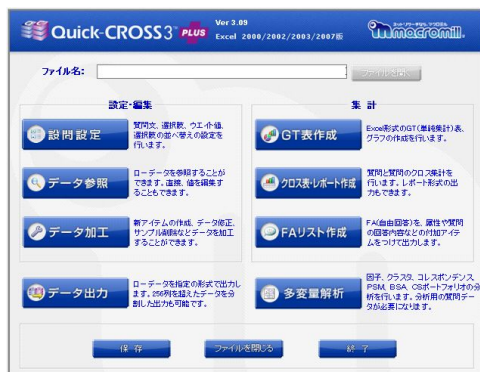 Quick-CROSS3 PLUS
Ver 3.09
Excel 2000/2002/2003/2007版
macromill.
ファイル名：
ファイルを開く
設定・編集
設問設定
質問文、選択肢、ウエイト値、
選択肢の並べ替えの設定を
行います。
データ参照
ローデータを参照することが
できます。直接、値を編集す
ることもできます。
データ加工
新アイテムの作成、データ修正、
サンプル削除などデータを加工
することができます。
データ出力
ローデータを指定の形式で出力し
ます。256列を超えたデータを分
割した出力も可能です。
集 計
GT表作成
Excel形式のGT(単純集計)表、
グラフの作成を行います。
クロス表・レポート作成
質問と質問のクロス集計を
行います。レポート形式の出
力もできます。
FAリスト作成
FA(自由回答)を、属性や質問
の回答内容などの付加アイテ
ムをつけて出力します。
多変量解析
因子、クラスタ、コレスポンデンス、
PSM、BSA、CSポートフォリオの分
析を行います。分析用の質問デー
タが必要になります。
保 存
ファイルを閉じる
終 了